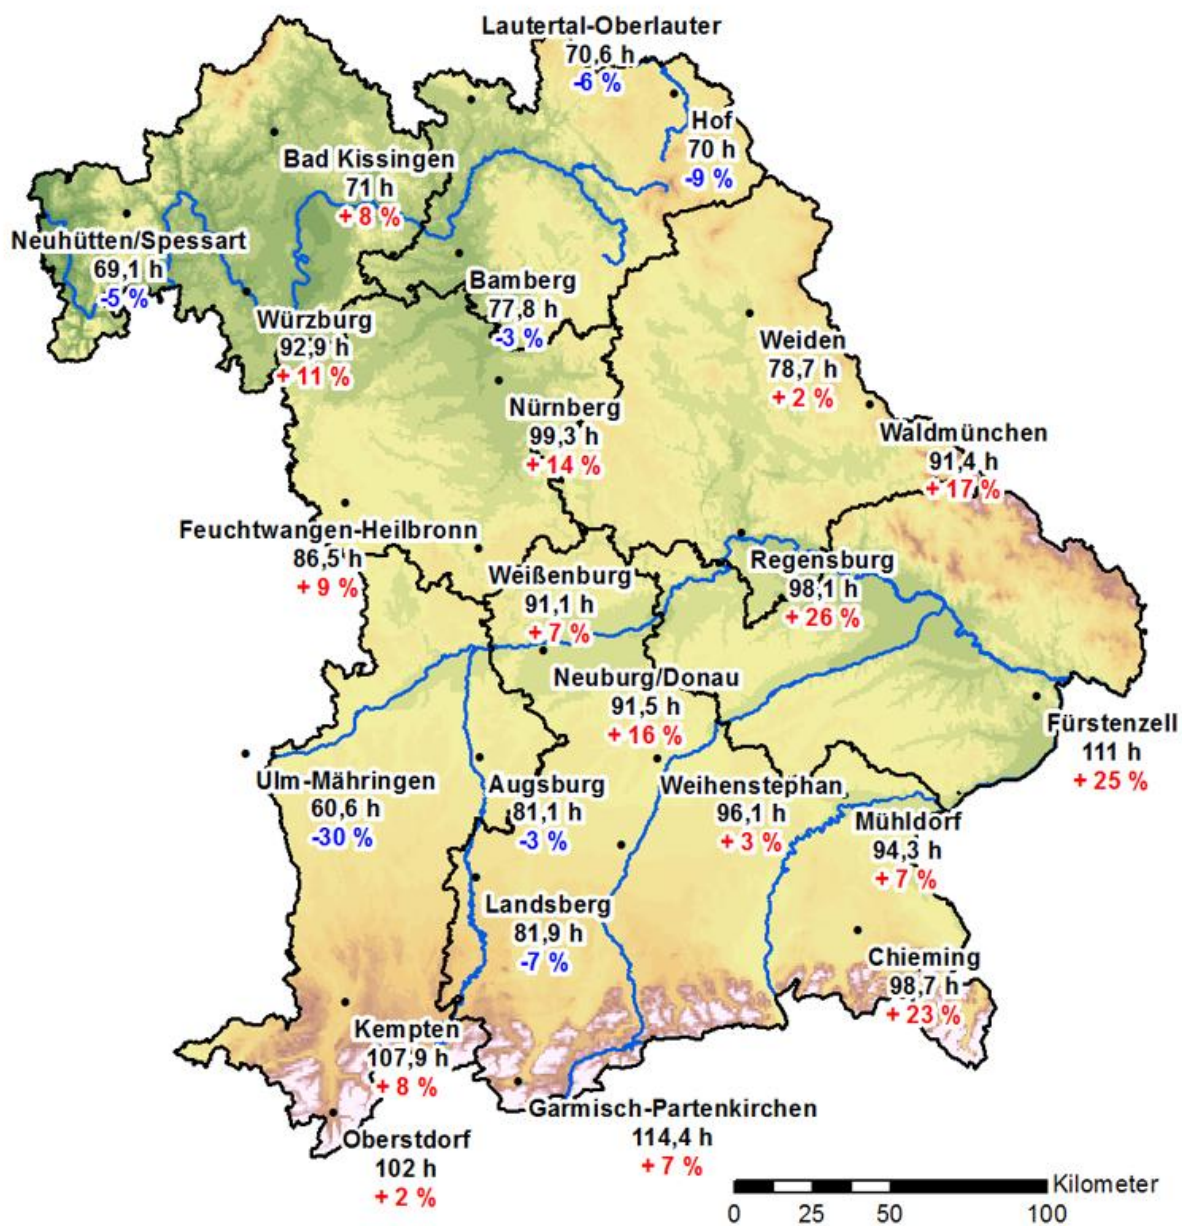 Lautertal-Oberlauter
70,6 h
-6 %
Hof
70 h
-9 %
Bad Kissingen
71 h
+ 8 %
Neuhütten/Spessart
69,1 h
-5 %
Bamberg
77,8 h
-3 %
Würzburg
92,9 h
+ 11 %
Weiden
78,7 h
+ 2 %
Nürnberg
99,3 h
+ 14 %
Waldmünchen
91,4 h
+ 17 %
Feuchtwangen-Heilbronn
86,5 h
+ 9 %
Weißenburg
91,1 h
+ 7 %
Regensburg
98,1 h
+ 26 %
Neuburg/Donau
91,5 h
+ 16 %
Fürstenzell
111 h
+ 25 %
Ulm-Mähringen
60,6 h
-30 %
Augsburg
81,1 h
-3 %
Weihenstephan
96,1 h
+ 3 %
Mühldorf
94,3 h
+ 7 %
Landsberg
81,9 h
-7 %
Chieming
98,7 h
+ 23 %
Kempten
107,9 h
+ 8 %
Garmisch-Partenkirchen
114,4 h
+ 7 %
Oberstdorf
102 h
+ 2 %
Kilometer
0 25 50 100